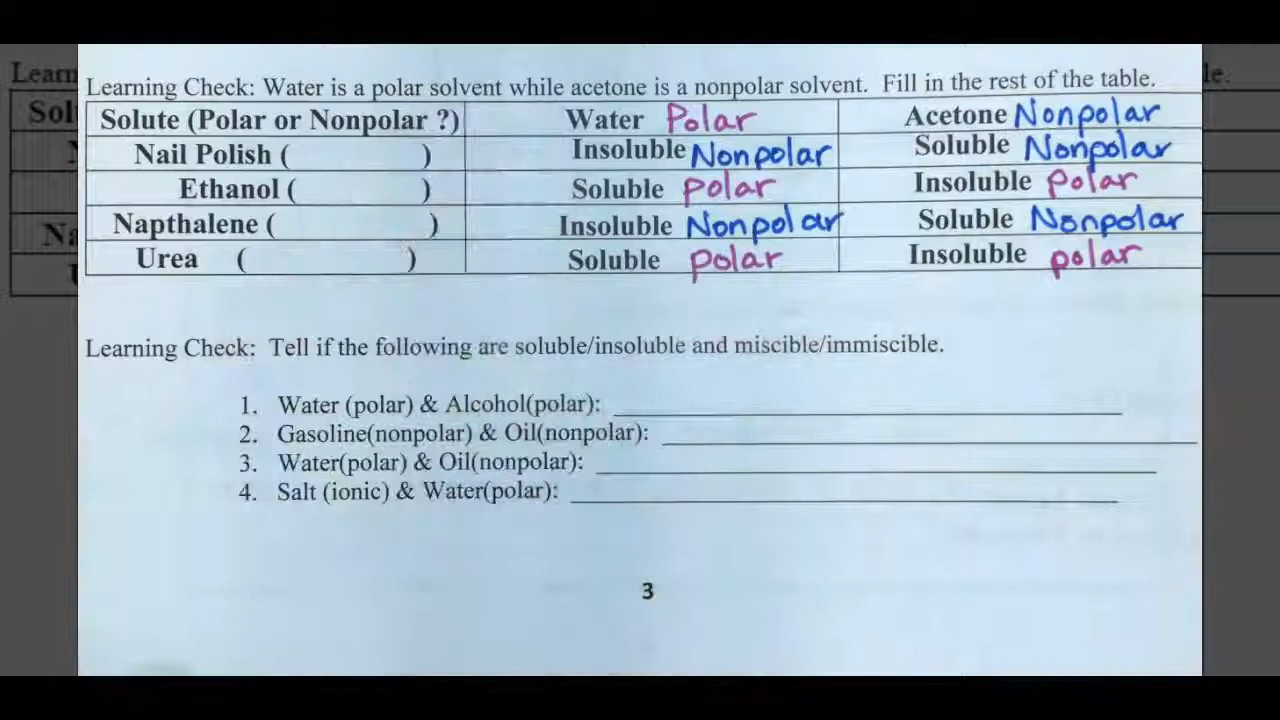 Learn
le.
Sol
Na
Learning Check: Water is a polar solvent while acetone is a nonpolar solvent. Fill in the rest of the table.
Solute (Polar or Nonpolar ?) Water Polar Acetone Nonpolar
Nail Polish ( ) Insoluble Nonpolar Soluble Nonpolar
Ethanol ( ) Soluble polar Insoluble polar
Napthalene ( ) Insoluble Nonpolar Soluble Nonpolar
Urea ( ) Soluble polar Insoluble polar
Learning Check: Tell if the following are soluble/insoluble and miscible/immiscible.
1. Water (polar) & Alcohol(polar):
2. Gasoline(nonpolar) & Oil(nonpolar):
3. Water(polar) & Oil(nonpolar):
4. Salt (ionic) & Water(polar):
3